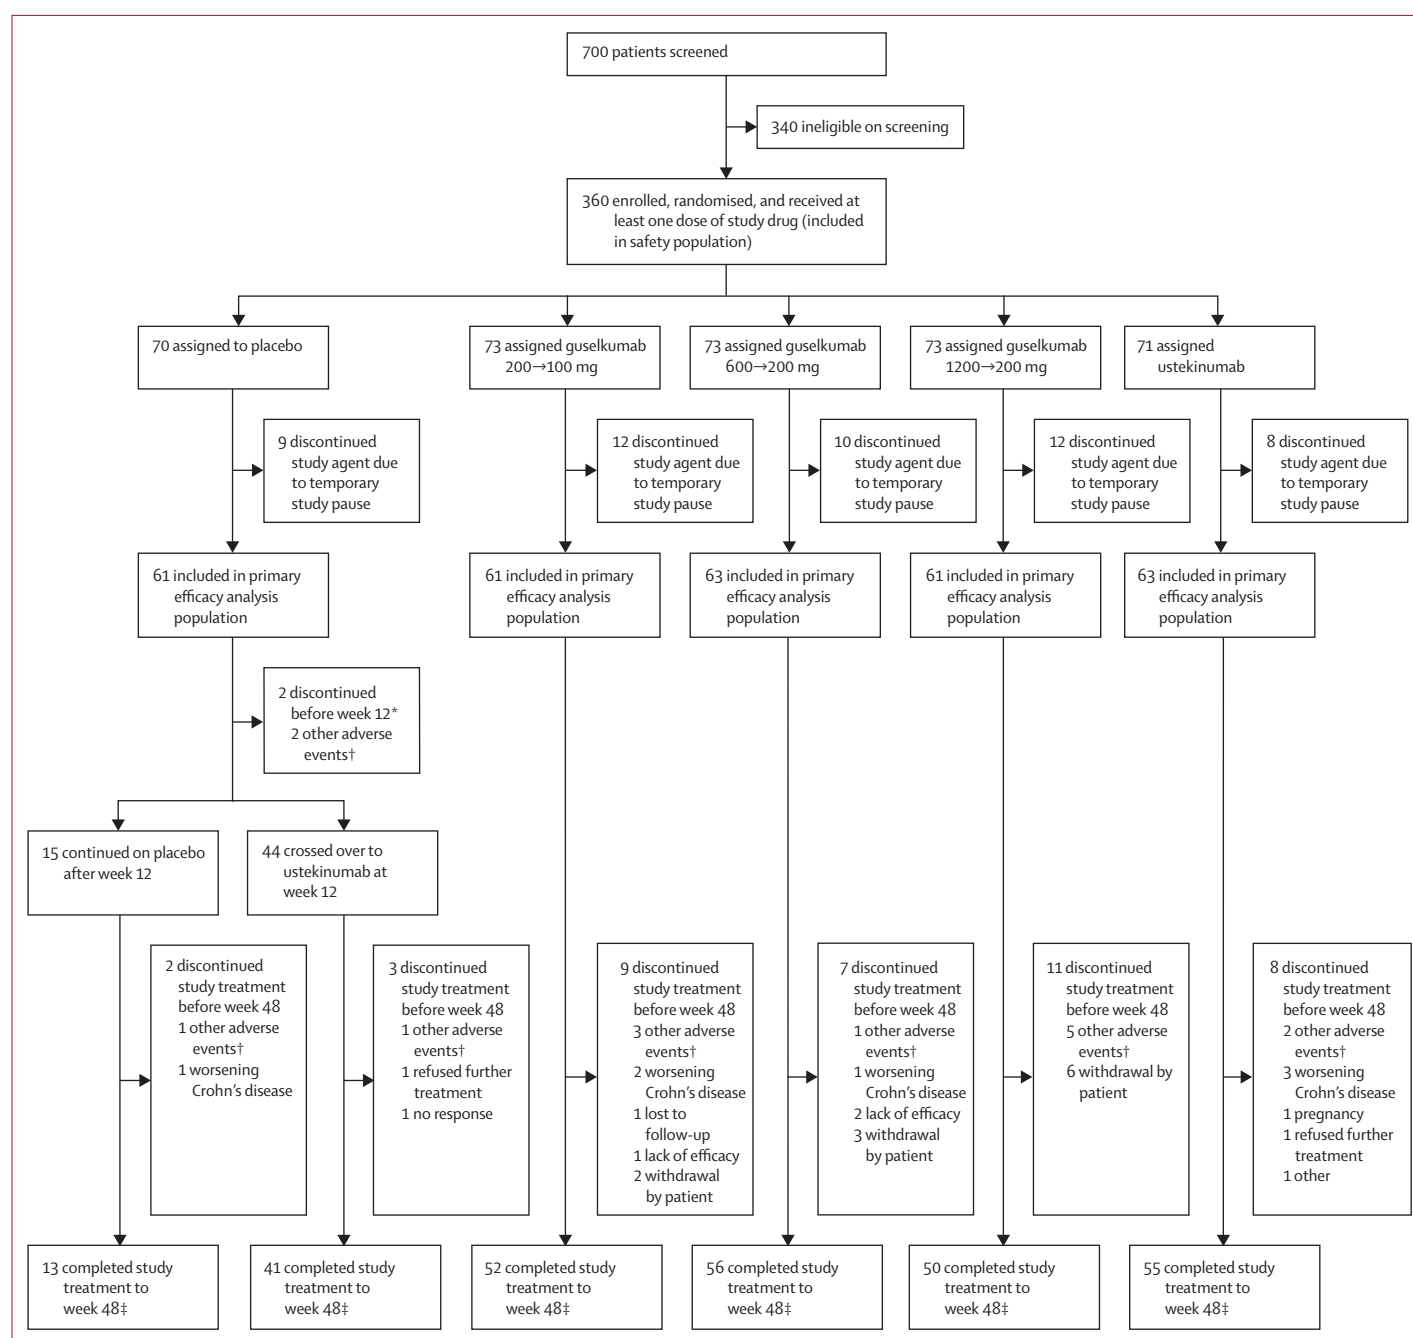 700 patients screened
340 ineligible on screening
360 enrolled, randomised, and received at
least one dose of study drug (included
in safety population)
70 assigned to placebo
73 assigned guselkumab
200→100 mg
73 assigned guselkumab
600→200 mg
73 assigned guselkumab
1200→200 mg
71 assigned
ustekinumab
9 discontinued
study agent due
to temporary
study pause
12 discontinued
study agent due
to temporary
study pause
10 discontinued
study agent due
to temporary
study pause
12 discontinued
study agent due
to temporary
study pause
8 discontinued
study agent due
to temporary
study pause
61 included in primary
efficacy analysis
population
61 included in primary
efficacy analysis
population
63 included in primary
efficacy analysis
population
61 included in primary
efficacy analysis
population
63 included in primary
efficacy analysis
population
2 discontinued
before week 12*
2 other adverse
events†
15 continued on placebo
after week 12
44 crossed over to
ustekinumab at
week 12
2 discontinued
study treatment
before week 48
1 other adverse
events†
1 worsening
Crohn's disease
3 discontinued
study treatment
before week 48
1 other adverse
events†
1 refused further
treatment
1 no response
9 discontinued
study treatment
before week 48
3 other adverse
events†
2 worsening
Crohn's disease
1 lost to
follow-up
1 lack of efficacy
2 withdrawal
by patient
7 discontinued
study treatment
before week 48
1 other adverse
events†
1 worsening
Crohn's disease
2 lack of efficacy
3 withdrawal
by patient
11 discontinued
study treatment
before week 48
5 other adverse
events†
6 withdrawal by
patient
8 discontinued
study treatment
before week 48
2 other adverse
events†
3 worsening
Crohn's disease
1 pregnancy
1 refused further
treatment
1 other
13 completed study
treatment to
week 48‡
41 completed study
treatment to
week 48‡
52 completed study
treatment to
week 48‡
56 completed study
treatment to
week 48‡
50 completed study
treatment to
week 48‡
55 completed study
treatment to
week 48‡